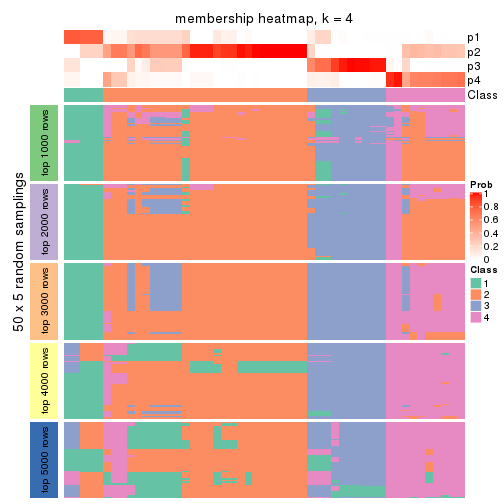 membership heatmap, k = 4
p1
p2
p3
p4
Class
50 x 5 random samplings
top 1000 rows
top 2000 rows
top 3000 rows
top 4000 rows
top 5000 rows
Prob
1
0.8
0.6
0.4
0.2
0
Class
1
2
3
4